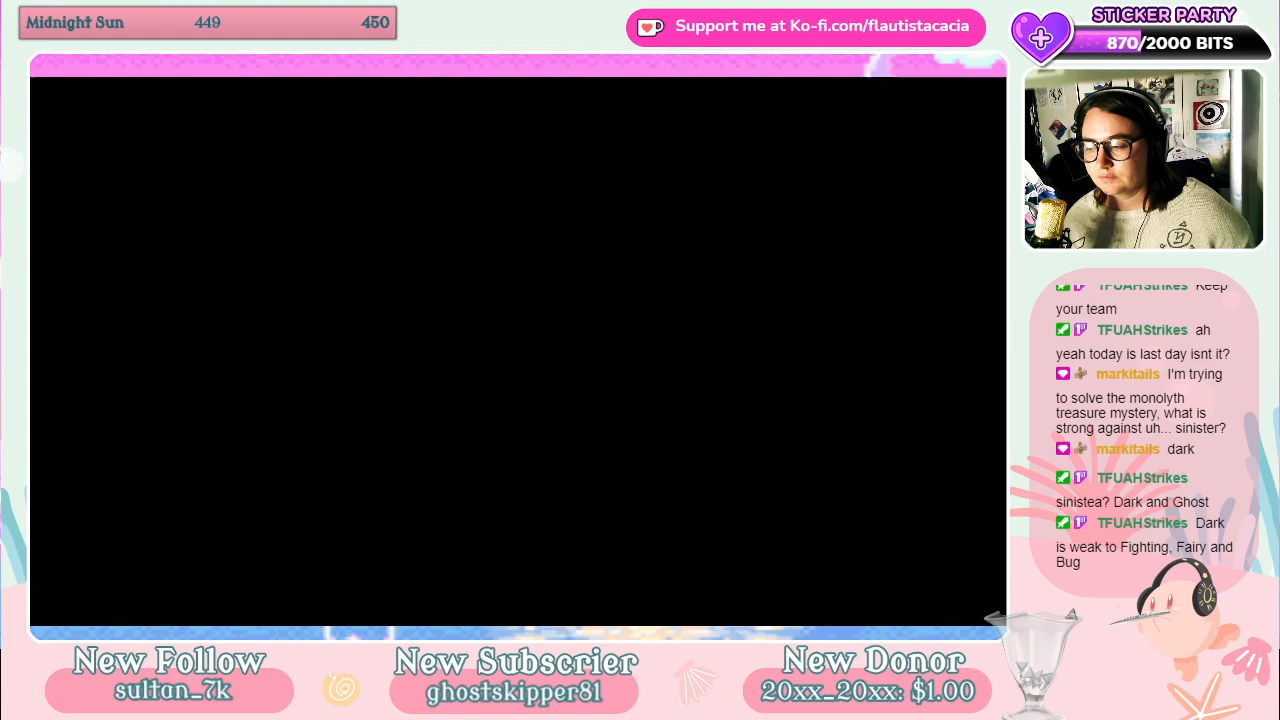 Midnight Sun 449 450
Support me at Ko-fi.com/flautistacacia
STICKER PARTY
870/2000 BITS
TFUAHStrikes Keep
your team
TFUAHStrikes ah
yeah today is last day isnt it?
markitails I'm trying
to solve the monolyth
treasure mystery, what is
strong against uh... sinister?
markitails dark
TFUAHStrikes
sinistea? Dark and Ghost
TFUAHStrikes Dark
is weak to Fighting, Fairy and
Bug
New Follow
sultan_7k
New Subscrier
ghostskipper81
New Donor
20xx_20xx: $1.00